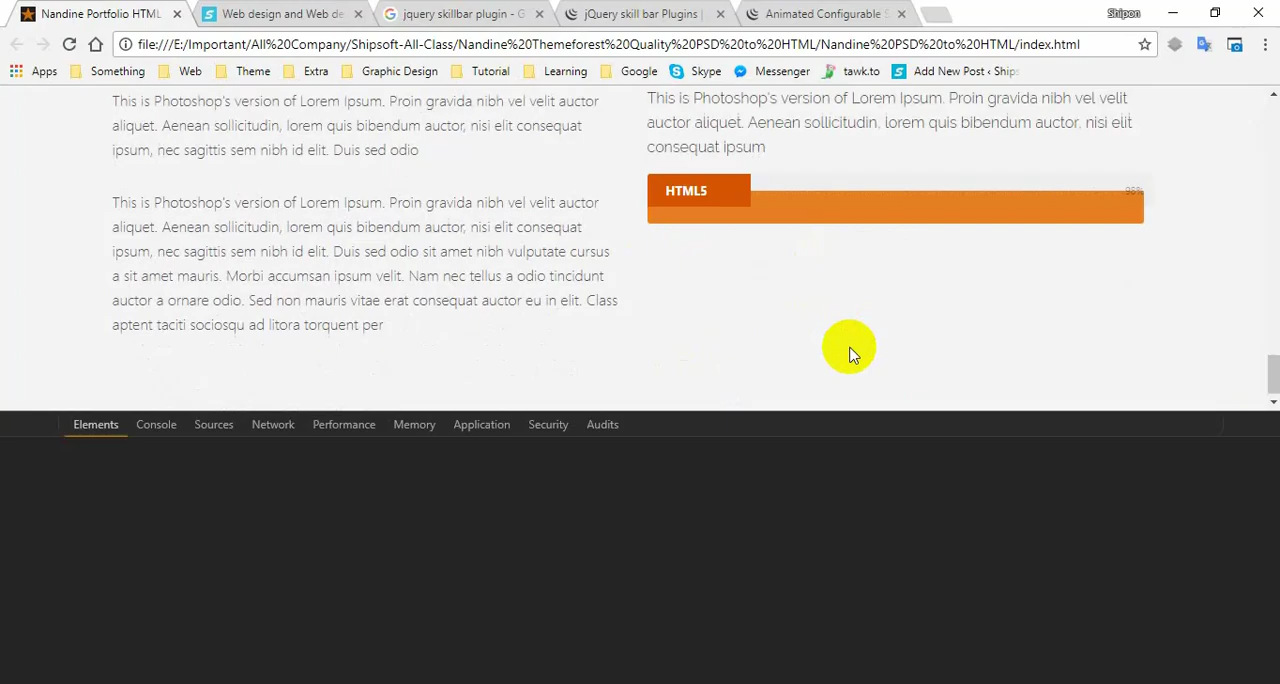 Nandine Portfolio HTML
Web design and Web de
jquery skillbar plugin - G
jQuery skill bar Plugins |
Animated Configurable S
Shipon
file:///E:/Important/All%20Company/Shipsoft-All-Class/Nandine%20Themeforest%20Quality%20PSD%20to%20HTML/Nandine%20PSD%20to%20HTML/index.html
Apps Something Web Theme Extra Graphic Design Tutorial Learning Google Skype Messenger tawk.to Add New Post ‹ Ships
This is Photoshop's version of Lorem Ipsum. Proin gravida nibh vel velit auctor
aliquet. Aenean sollicitudin, lorem quis bibendum auctor, nisi elit consequat
ipsum, nec sagittis sem nibh id elit. Duis sed odio
This is Photoshop's version of Lorem Ipsum. Proin gravida nibh vel velit auctor
aliquet. Aenean sollicitudin, lorem quis bibendum auctor, nisi elit consequat
ipsum, nec sagittis sem nibh id elit. Duis sed odio sit amet nibh vulputate cursus
a sit amet mauris. Morbi accumsan ipsum velit. Nam nec tellus a odio tincidunt
auctor a ornare odio. Sed non mauris vitae erat consequat auctor eu in elit. Class
aptent taciti sociosqu ad litora torquent per
This is Photoshop's version of Lorem Ipsum. Proin gravida nibh vel velit
auctor aliquet. Aenean sollicitudin, lorem quis bibendum auctor, nisi elit
consequat ipsum
HTML5
Elements Console Sources Network Performance Memory Application Security Audits